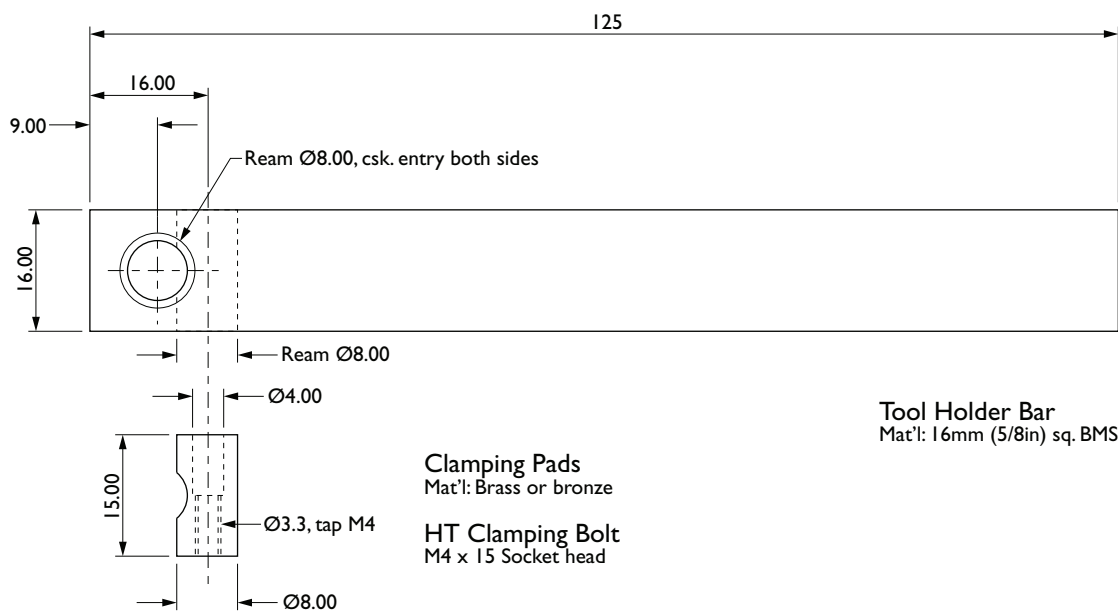 125
16.00
9.00
Ream Ø8.00, csk. entry both sides
16.00
Ream Ø8.00
Ø4.00
Tool Holder Bar
Mat'l: 16mm (5/8in) sq. BMS
Clamping Pads
Mat'l: Brass or bronze
15.00
Ø3.3, tap M4
HT Clamping Bolt
M4 x 15 Socket head
Ø8.00